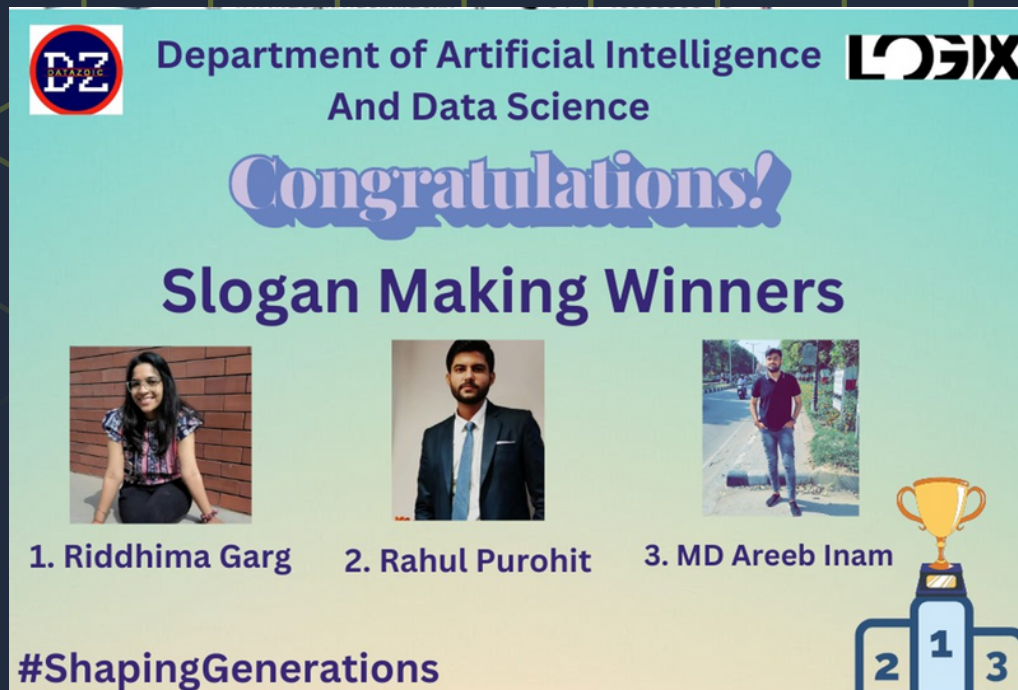 DZ
DATAZOIC
Department of Artificial Intelligence
And Data Science
LOGIX
Congratulations!
Slogan Making Winners
1. Riddhima Garg
2. Rahul Purohit
3. MD Areeb Inam
#ShapingGenerations
2
1
3